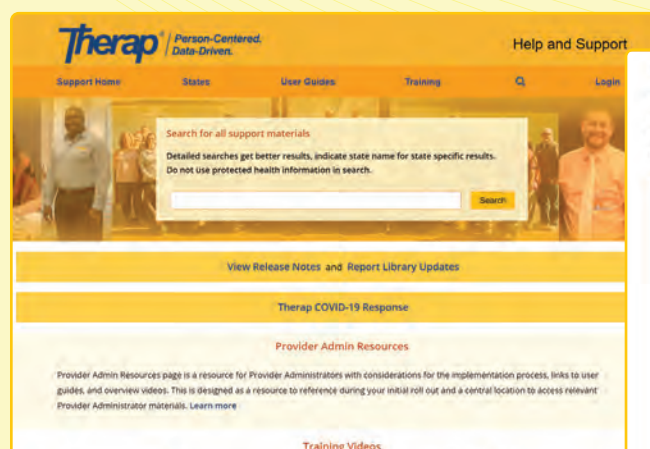 Therap® Person-Centered.
Data-Driven.
Help and Support
Support Home States User Guides Training Login
Search for all support materials
Detailed searches get better results, indicate state name for state specific results.
Do not use protected health information in search.
Search
View Release Notes and Report Library Updates
Therap COVID-19 Response
Provider Admin Resources
Provider Admin Resources page is a resource for Provider Administrators with considerations for the implementation process, links to user
guides, and overview videos. This is designed as a resource to reference during your initial roll out and a central location to access relevant
Provider Administrator materials. Learn more
Training Videos